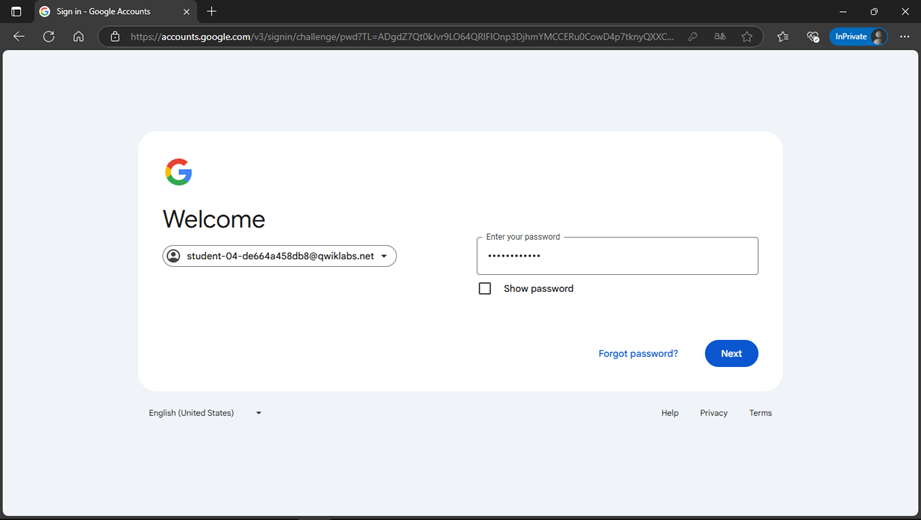 Sign in - Google Accounts
https://accounts.google.com/v3/signin/challenge/pwd?TL=ADgdZ7Qt0kJvr9LO64QRIFIOnp3DjhmYMCCERu0CowD4p7tknyQXXC...
InPrivate
Welcome
student-04-de664a458db8@qwiklabs.net
Enter your password
••••••••••••
Show password
Forgot password?
Next
English (United States)
Help Privacy Terms